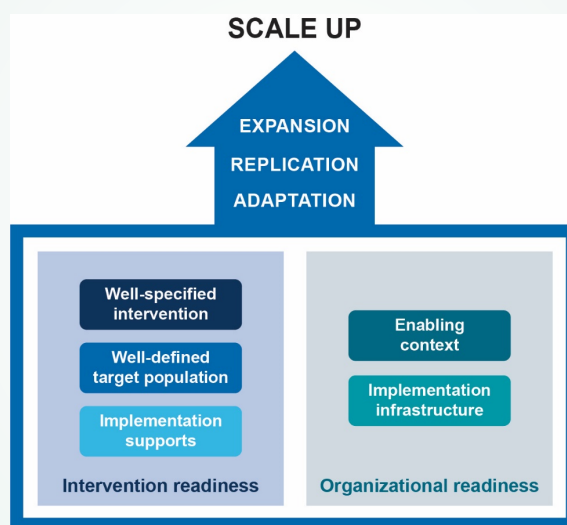 SCALE UP
EXPANSION
REPLICATION
ADAPTATION
Well-specified
intervention
Well-defined
target population
Implementation
supports
Intervention readiness
Enabling
context
Implementation
infrastructure
Organizational readiness